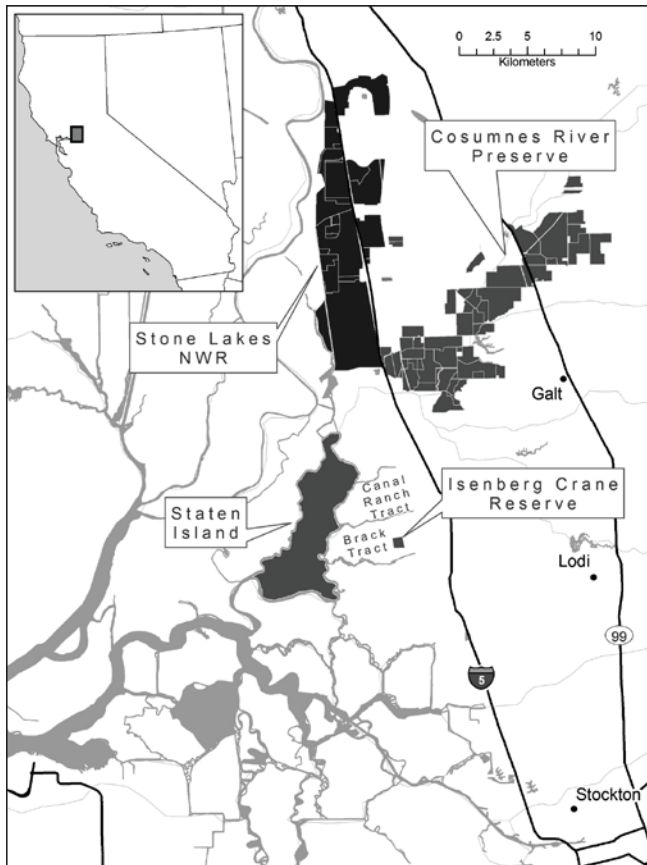 0 2.5 5 10
Kilometers
Cosumnes River
Preserve
Stone Lakes
NWR
Galt
Canal
Ranch
Tract
Isenberg Crane
Reserve
Staten
Island
Brack
Tract
Lodi
99
5
Stockton